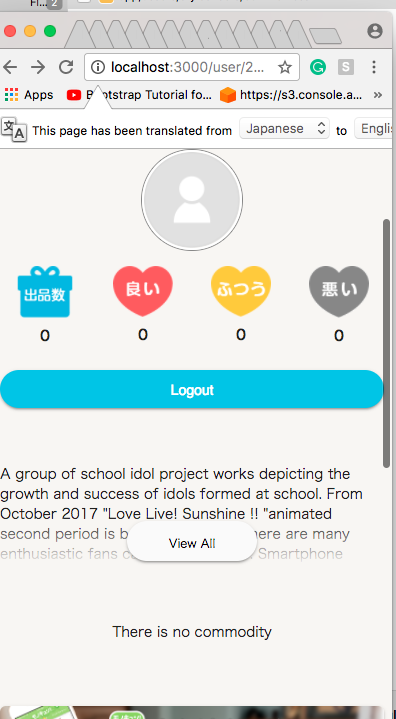 Fl... 2
localhost:3000/user/2...
Apps
Bootstrap Tutorial fo...
https://s3.console.a...
»
This page has been translated from Japanese to Englis
出品数
良い
ふつう
悪い
0 0 0 0
Logout
A group of school idol project works depicting the
growth and success of idols formed at school. From
October 2017 "Love Live! Sunshine !! "animated
second period is b here are many
enthusiastic fans Smartphone
View All
There is no commodity